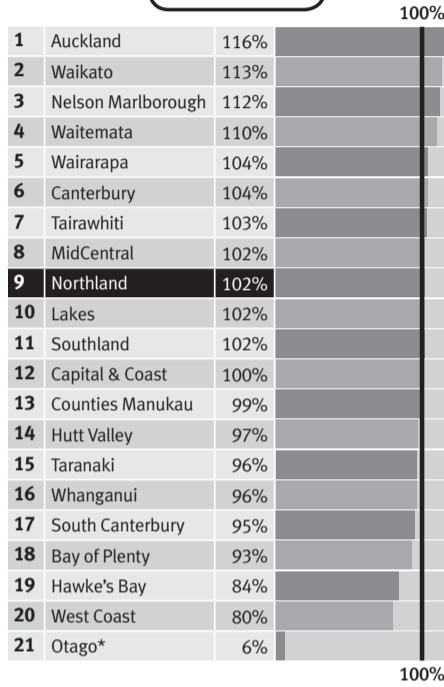 100%
1 Auckland 116%
2 Waikato 113%
3 Nelson Marlborough 112%
4 Waitemata 110%
5 Wairarapa 104%
6 Canterbury 104%
7 Tairawhiti 103%
8 MidCentral 102%
9 Northland 102%
10 Lakes 102%
11 Southland 102%
12 Capital & Coast 100%
13 Counties Manukau 99%
14 Hutt Valley 97%
15 Taranaki 96%
16 Whanganui 96%
17 South Canterbury 95%
18 Bay of Plenty 93%
19 Hawke's Bay 84%
20 West Coast 80%
21 Otago* 6%
100%